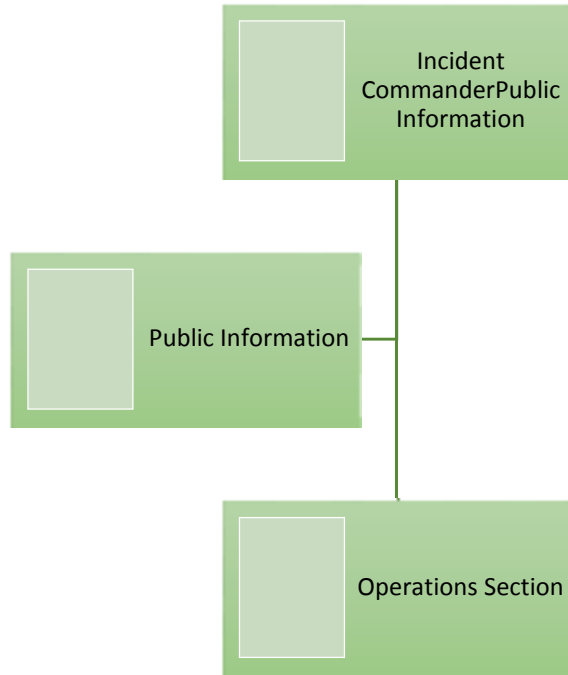 Incident
CommanderPublic
Information
Public Information
Operations Section